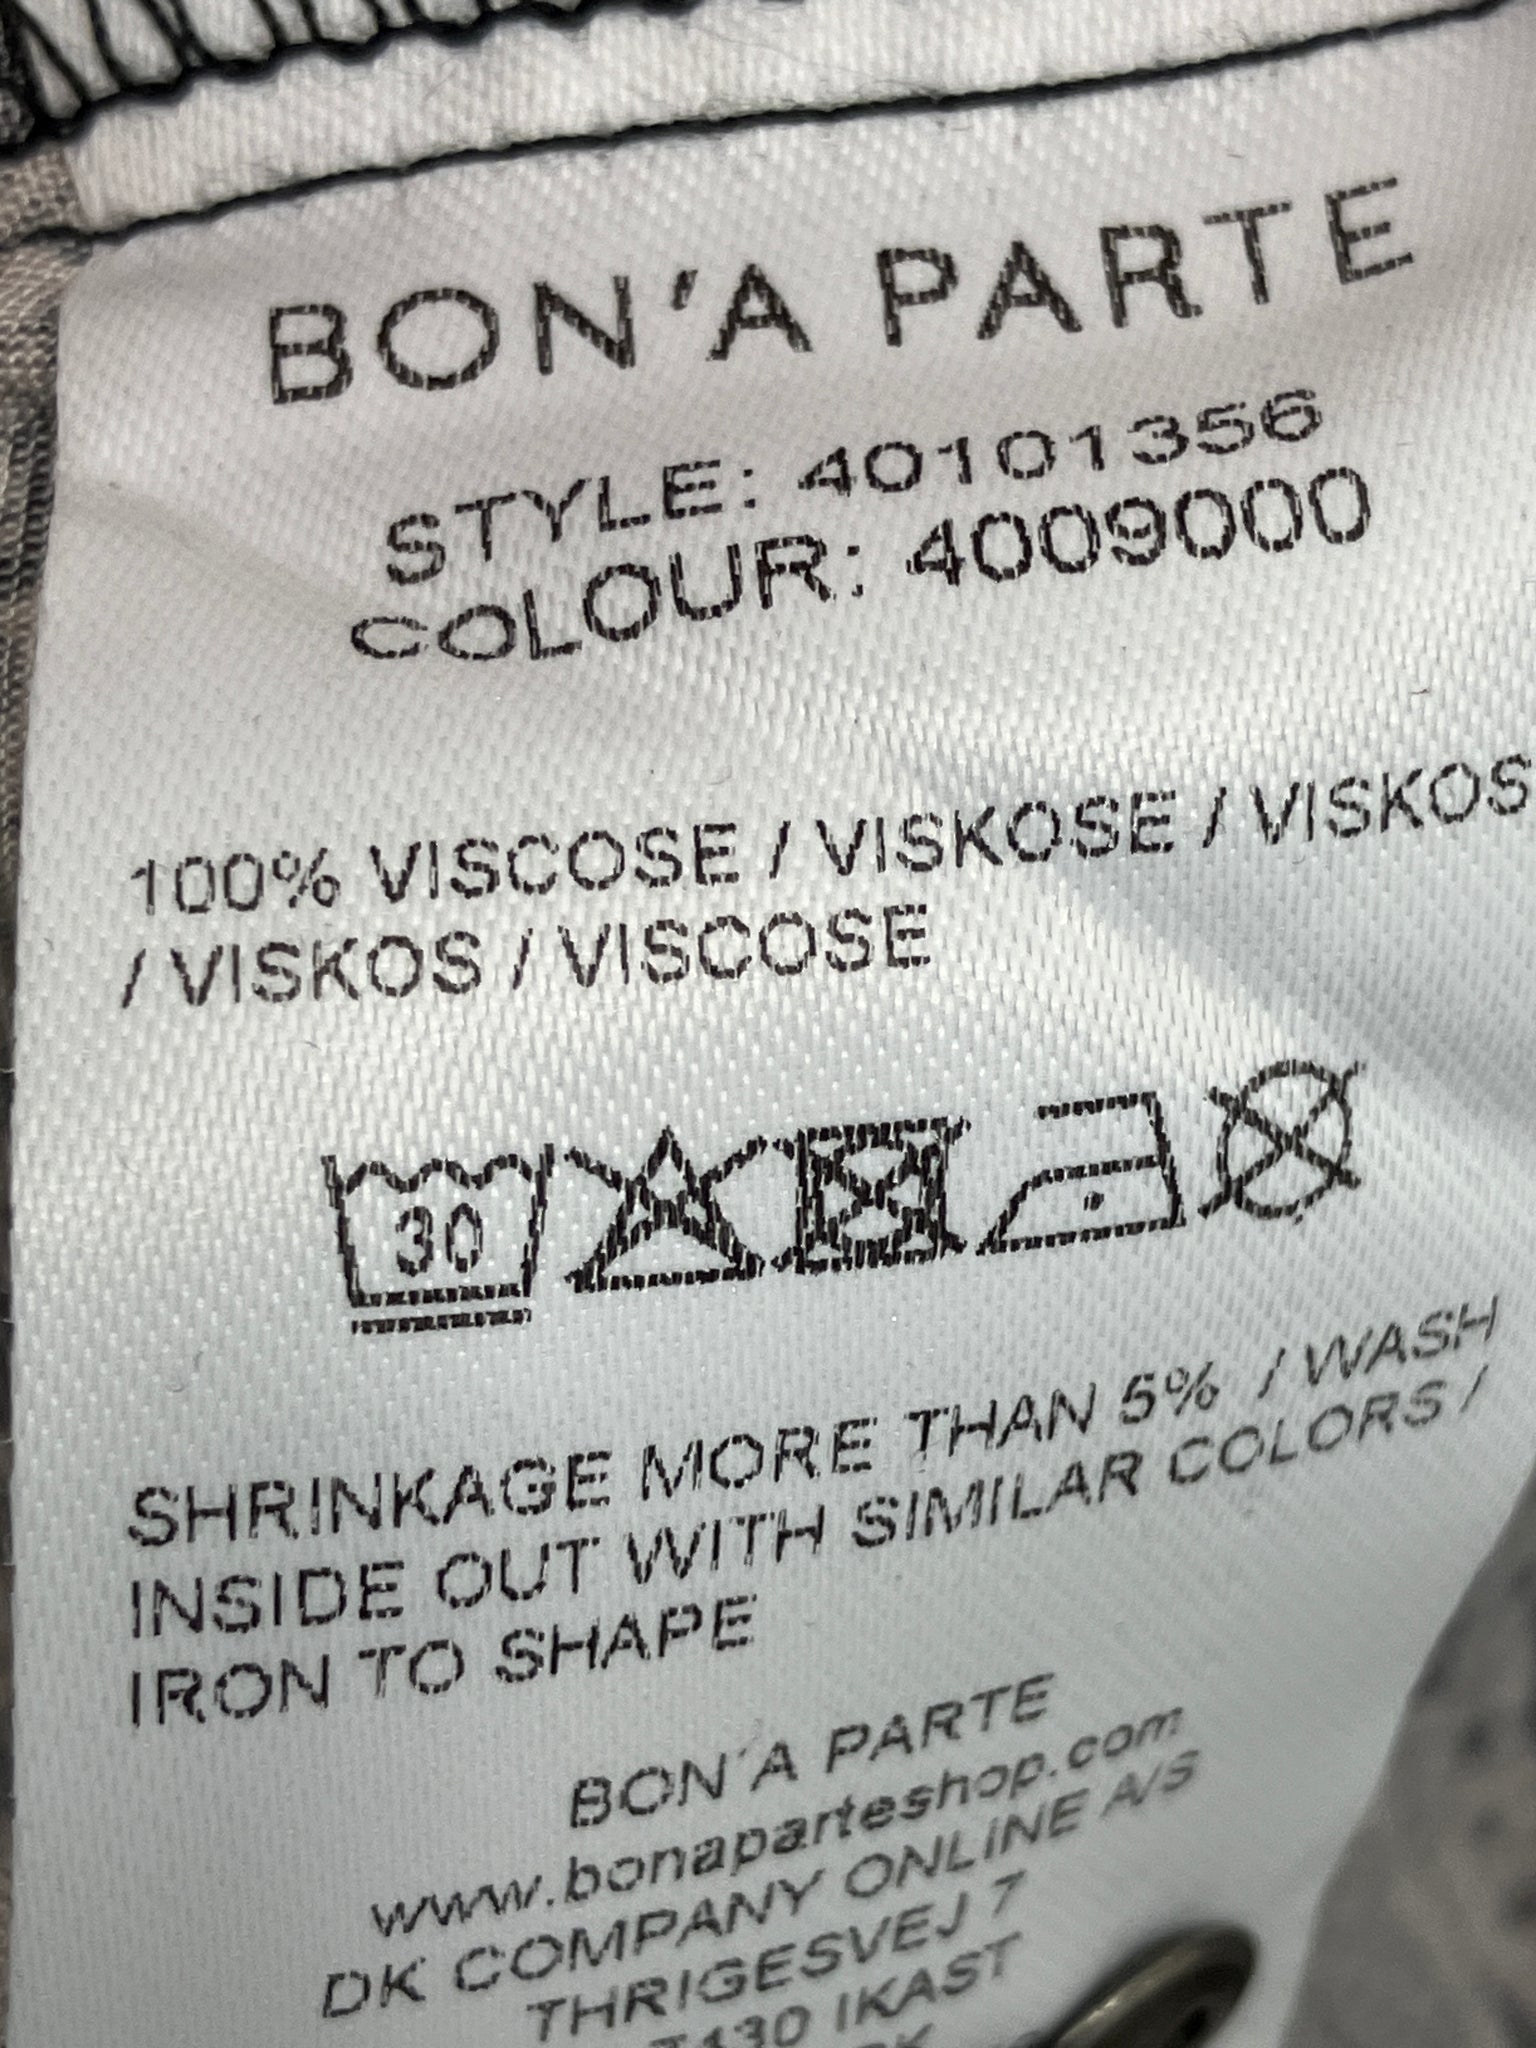 BON'A PARTE
STYLE: 40101356
COLOUR: 4009000
100% VISCOSE / VISKOSE / VISKOS
/ VISKOS / VISCOSE
30
SHRINKAGE MORE THAN 5% / WASH
INSIDE OUT WITH SIMILAR COLORS /
IRON TO SHAPE
BON´A PARTE
www.bonaparteshop.com
DK COMPANY ONLINE A/S
THRIGESVEJ 7
IKAST